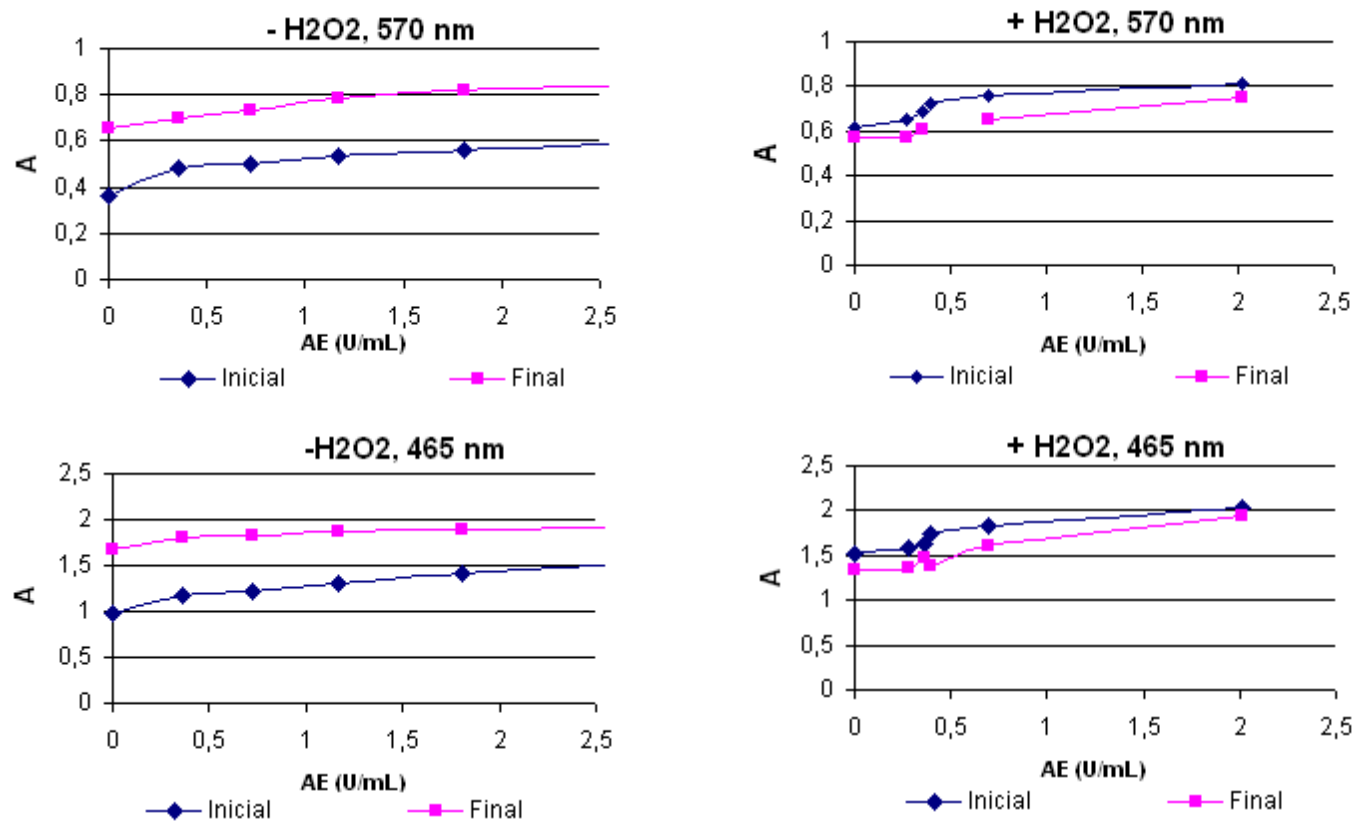 - H2O2, 570 nm
1
0,8
0,6
0,4
0,2
0
A
0 0,5 1 1,5 2 2,5
AE (U/mL)
Inicial Final
+ H2O2, 570 nm
1
0,8
0,6
0,4
0,2
0
A
0 0,5 1 1,5 2 2,5
AE (U/mL)
Inicial Final
-H2O2, 465 nm
2,5
2
1,5
1
0,5
0
A
0 0,5 1 1,5 2 2,5
AE (U/mL)
Inicial Final
+ H2O2, 465 nm
2,5
2
1,5
1
0,5
0
A
0 0,5 1 1,5 2 2,5
AE (U/mL)
Inicial Final